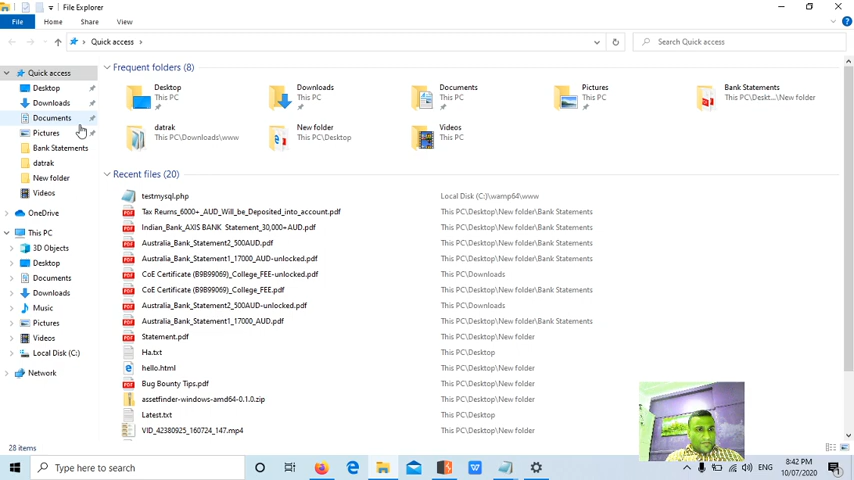 File Explorer
File Home Share View
Quick access
Search Quick access
Quick access
Desktop
Downloads
Documents
Pictures
Bank Statements
datrak
New folder
Videos
OneDrive
This PC
3D Objects
Desktop
Documents
Downloads
Music
Pictures
Videos
Local Disk (C:)
Network
Frequent folders (8)
Desktop
This PC
Downloads
This PC
Documents
This PC
Pictures
This PC
Bank Statements
This PC\Deskt...\New folder
datrak
This PC\Downloads\www
New folder
This PC\Desktop
Videos
This PC
Recent files (20)
testmysql.php Local Disk (C:)\wamp64\www
Tax Reurns_6000+_AUD_Will_be_Deposited_into_account.pdf This PC\Desktop\New folder\Bank Statements
Indian_Bank_AXIS BANK Statement_30,000+AUD.pdf This PC\Desktop\New folder\Bank Statements
Australia_Bank_Statement2_500AUD.pdf This PC\Desktop\New folder\Bank Statements
Australia_Bank_Statement1_17000_AUD-unlocked.pdf This PC\Desktop\New folder\Bank Statements
CoE Certificate (B9B99069)_College_FEE-unlocked.pdf This PC\Downloads
CoE Certificate (B9B99069)_College_FEE.pdf This PC\Desktop\New folder\Bank Statements
Australia_Bank_Statement2_500AUD-unlocked.pdf This PC\Downloads
Australia_Bank_Statement1_17000_AUD.pdf This PC\Desktop\New folder\Bank Statements
Statement.pdf This PC\Desktop\New folder
Ha.txt This PC\Desktop
hello.html This PC\Desktop\New folder
Bug Bounty Tips.pdf This PC\Desktop\New folder
assetfinder-windows-amd64-0.1.0.zip This PC\Desktop\New folder
Latest.txt This PC\Desktop
VID_42380925_160724_147.mp4 This PC\Desktop\New folder
28 items
Type here to search
ENG
8:42 PM
10/07/2020
1